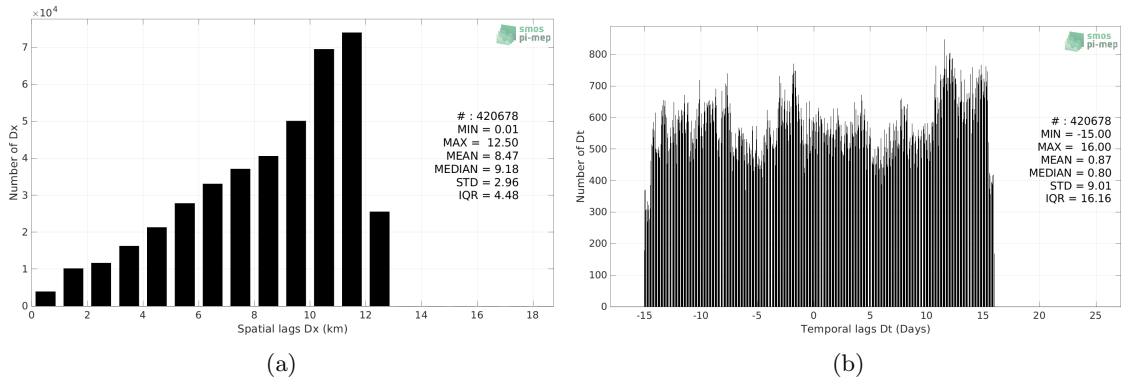 ×10⁴
smos
pi-mep
7
6
5
4
3
2
1
0
Number of Dx
# : 420678
MIN = 0.01
MAX = 12.50
MEAN = 8.47
MEDIAN = 9.18
STD = 2.96
IQR = 4.48
0 2 4 6 8 10 12 14 16 18
Spatial lags Dx (km)
(a)
smos
pi-mep
800
700
600
500
400
300
200
100
0
Number of Dt
# : 420678
MIN = -15.00
MAX = 16.00
MEAN = 0.87
MEDIAN = 0.80
STD = 9.01
IQR = 16.16
-15 -10 -5 0 5 10 15 20 25
Temporal lags Dt (Days)
(b)